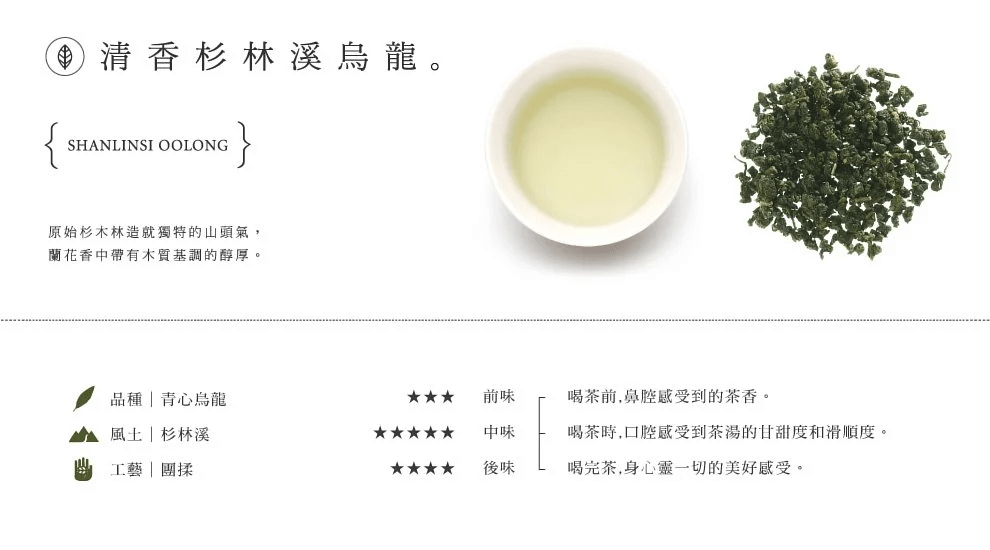 清香杉林溪烏龍。
{ SHANLINSI OOLONG }
原始杉木林造就獨特的山頭氣，
蘭花香中帶有木質基調的醇厚。
品種｜青心烏龍
風土｜杉林溪
工藝｜團揉
★★★ 前味 喝茶前,鼻腔感受到的茶香。
★★★★★ 中味 喝茶時,口腔感受到茶湯的甘甜度和滑順度。
★★★★ 後味 喝完茶,身心靈一切的美好感受。